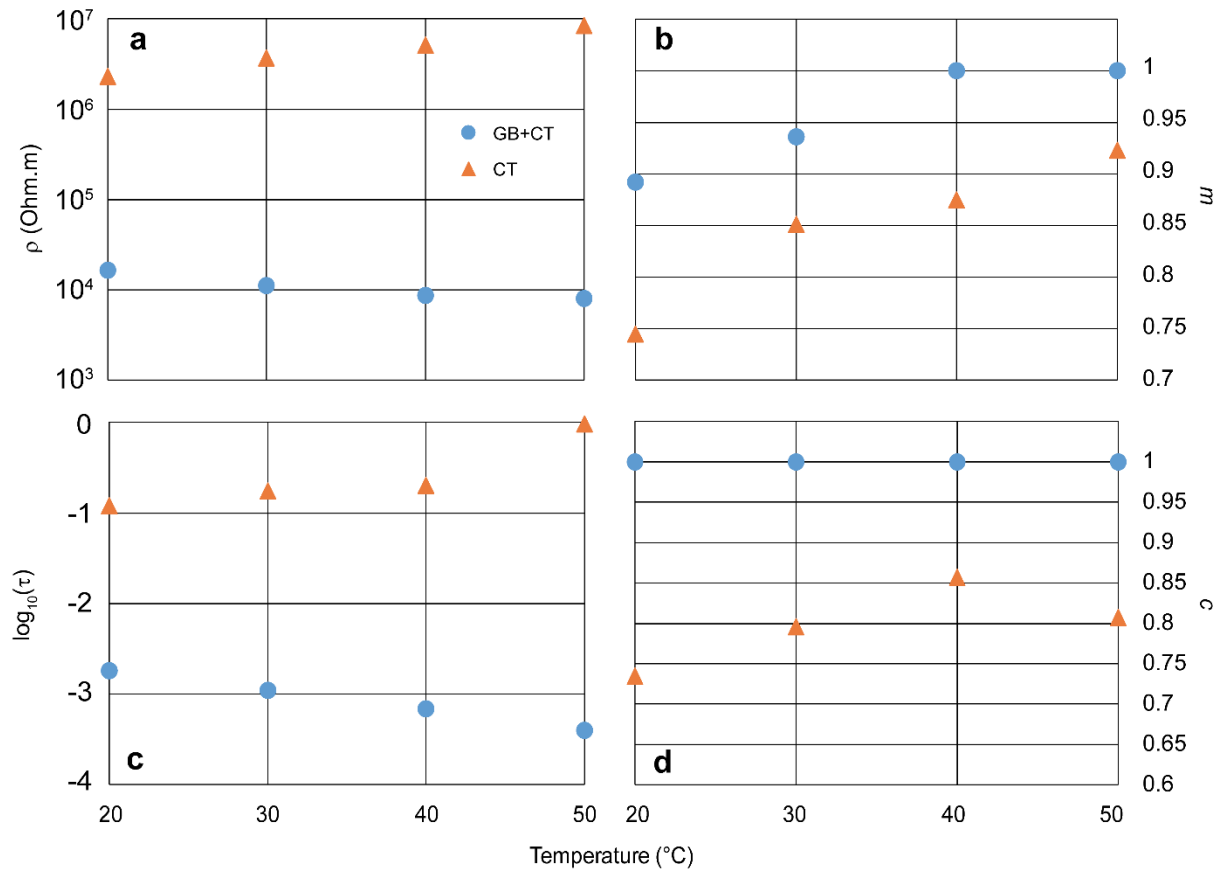 a
10⁷
10⁶
10⁵
10⁴
10³
ρ (Ohm.m)
GB+CT
CT
b
1
0.95
0.9
0.85
0.8
0.75
0.7
m
c
0
-1
-2
-3
-4
log₁₀(τ)
20 30 40 50
d
1
0.95
0.9
0.85
0.8
0.75
0.7
0.65
0.6
c
20 30 40 50
Temperature (°C)